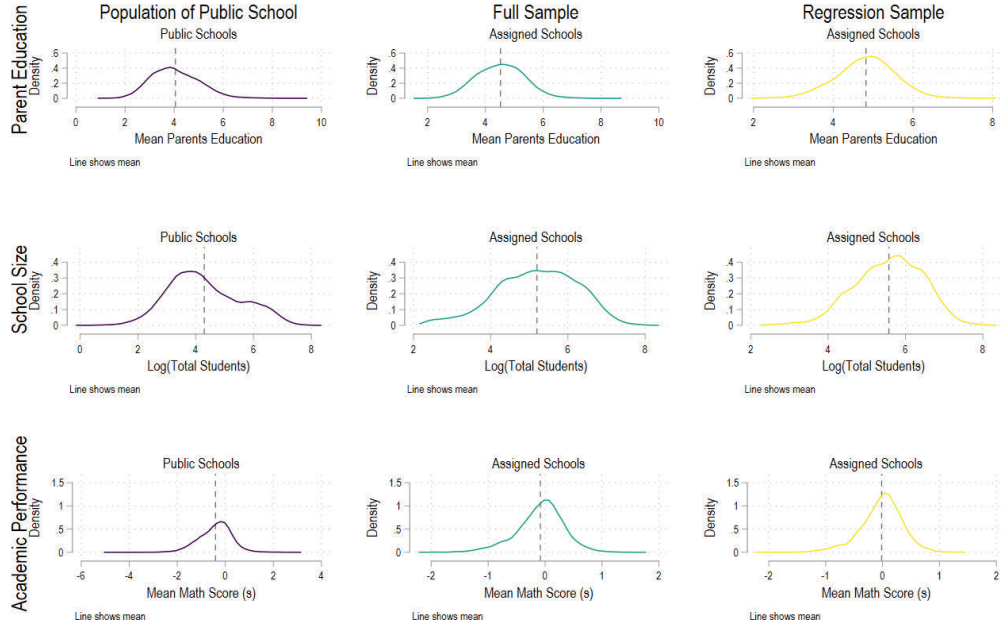 Population of Public School
Full Sample
Regression Sample
Parent Education
Public Schools
Density
.6
.4
.2
0
0 2 4 6 8 10
Mean Parents Education
Line shows mean
Assigned Schools
Density
.6
.4
.2
0
2 4 6 8 10
Mean Parents Education
Line shows mean
Assigned Schools
Density
.6
.4
.2
0
2 4 6 8
Mean Parents Education
Line shows mean
School Size
Public Schools
Density
.4
.3
.2
.1
0
0 2 4 6 8
Log(Total Students)
Line shows mean
Assigned Schools
Density
.4
.3
.2
.1
0
2 4 6 8
Log(Total Students)
Line shows mean
Assigned Schools
Density
.4
.3
.2
.1
0
2 4 6 8
Log(Total Students)
Line shows mean
Academic Performance
Public Schools
Density
1.5
1
.5
0
-6 -4 -2 0 2 4
Mean Math Score (s)
Line shows mean
Assigned Schools
Density
1.5
1
.5
0
-2 -1 0 1 2
Mean Math Score (s)
Line shows mean
Assigned Schools
Density
1.5
1
.5
0
-2 -1 0 1 2
Mean Math Score (s)
Line shows mean